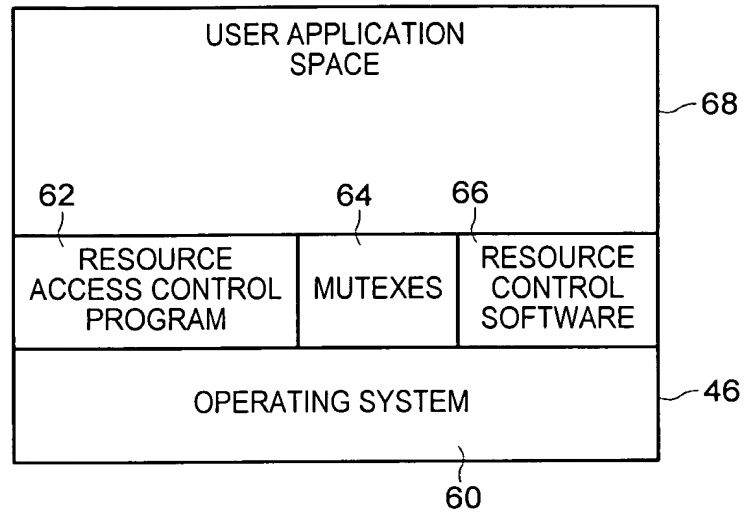 USER APPLICATION
SPACE
68
62
64
66
RESOURCE
ACCESS CONTROL
PROGRAM
MUTEXES
RESOURCE
CONTROL
SOFTWARE
OPERATING SYSTEM
46
60